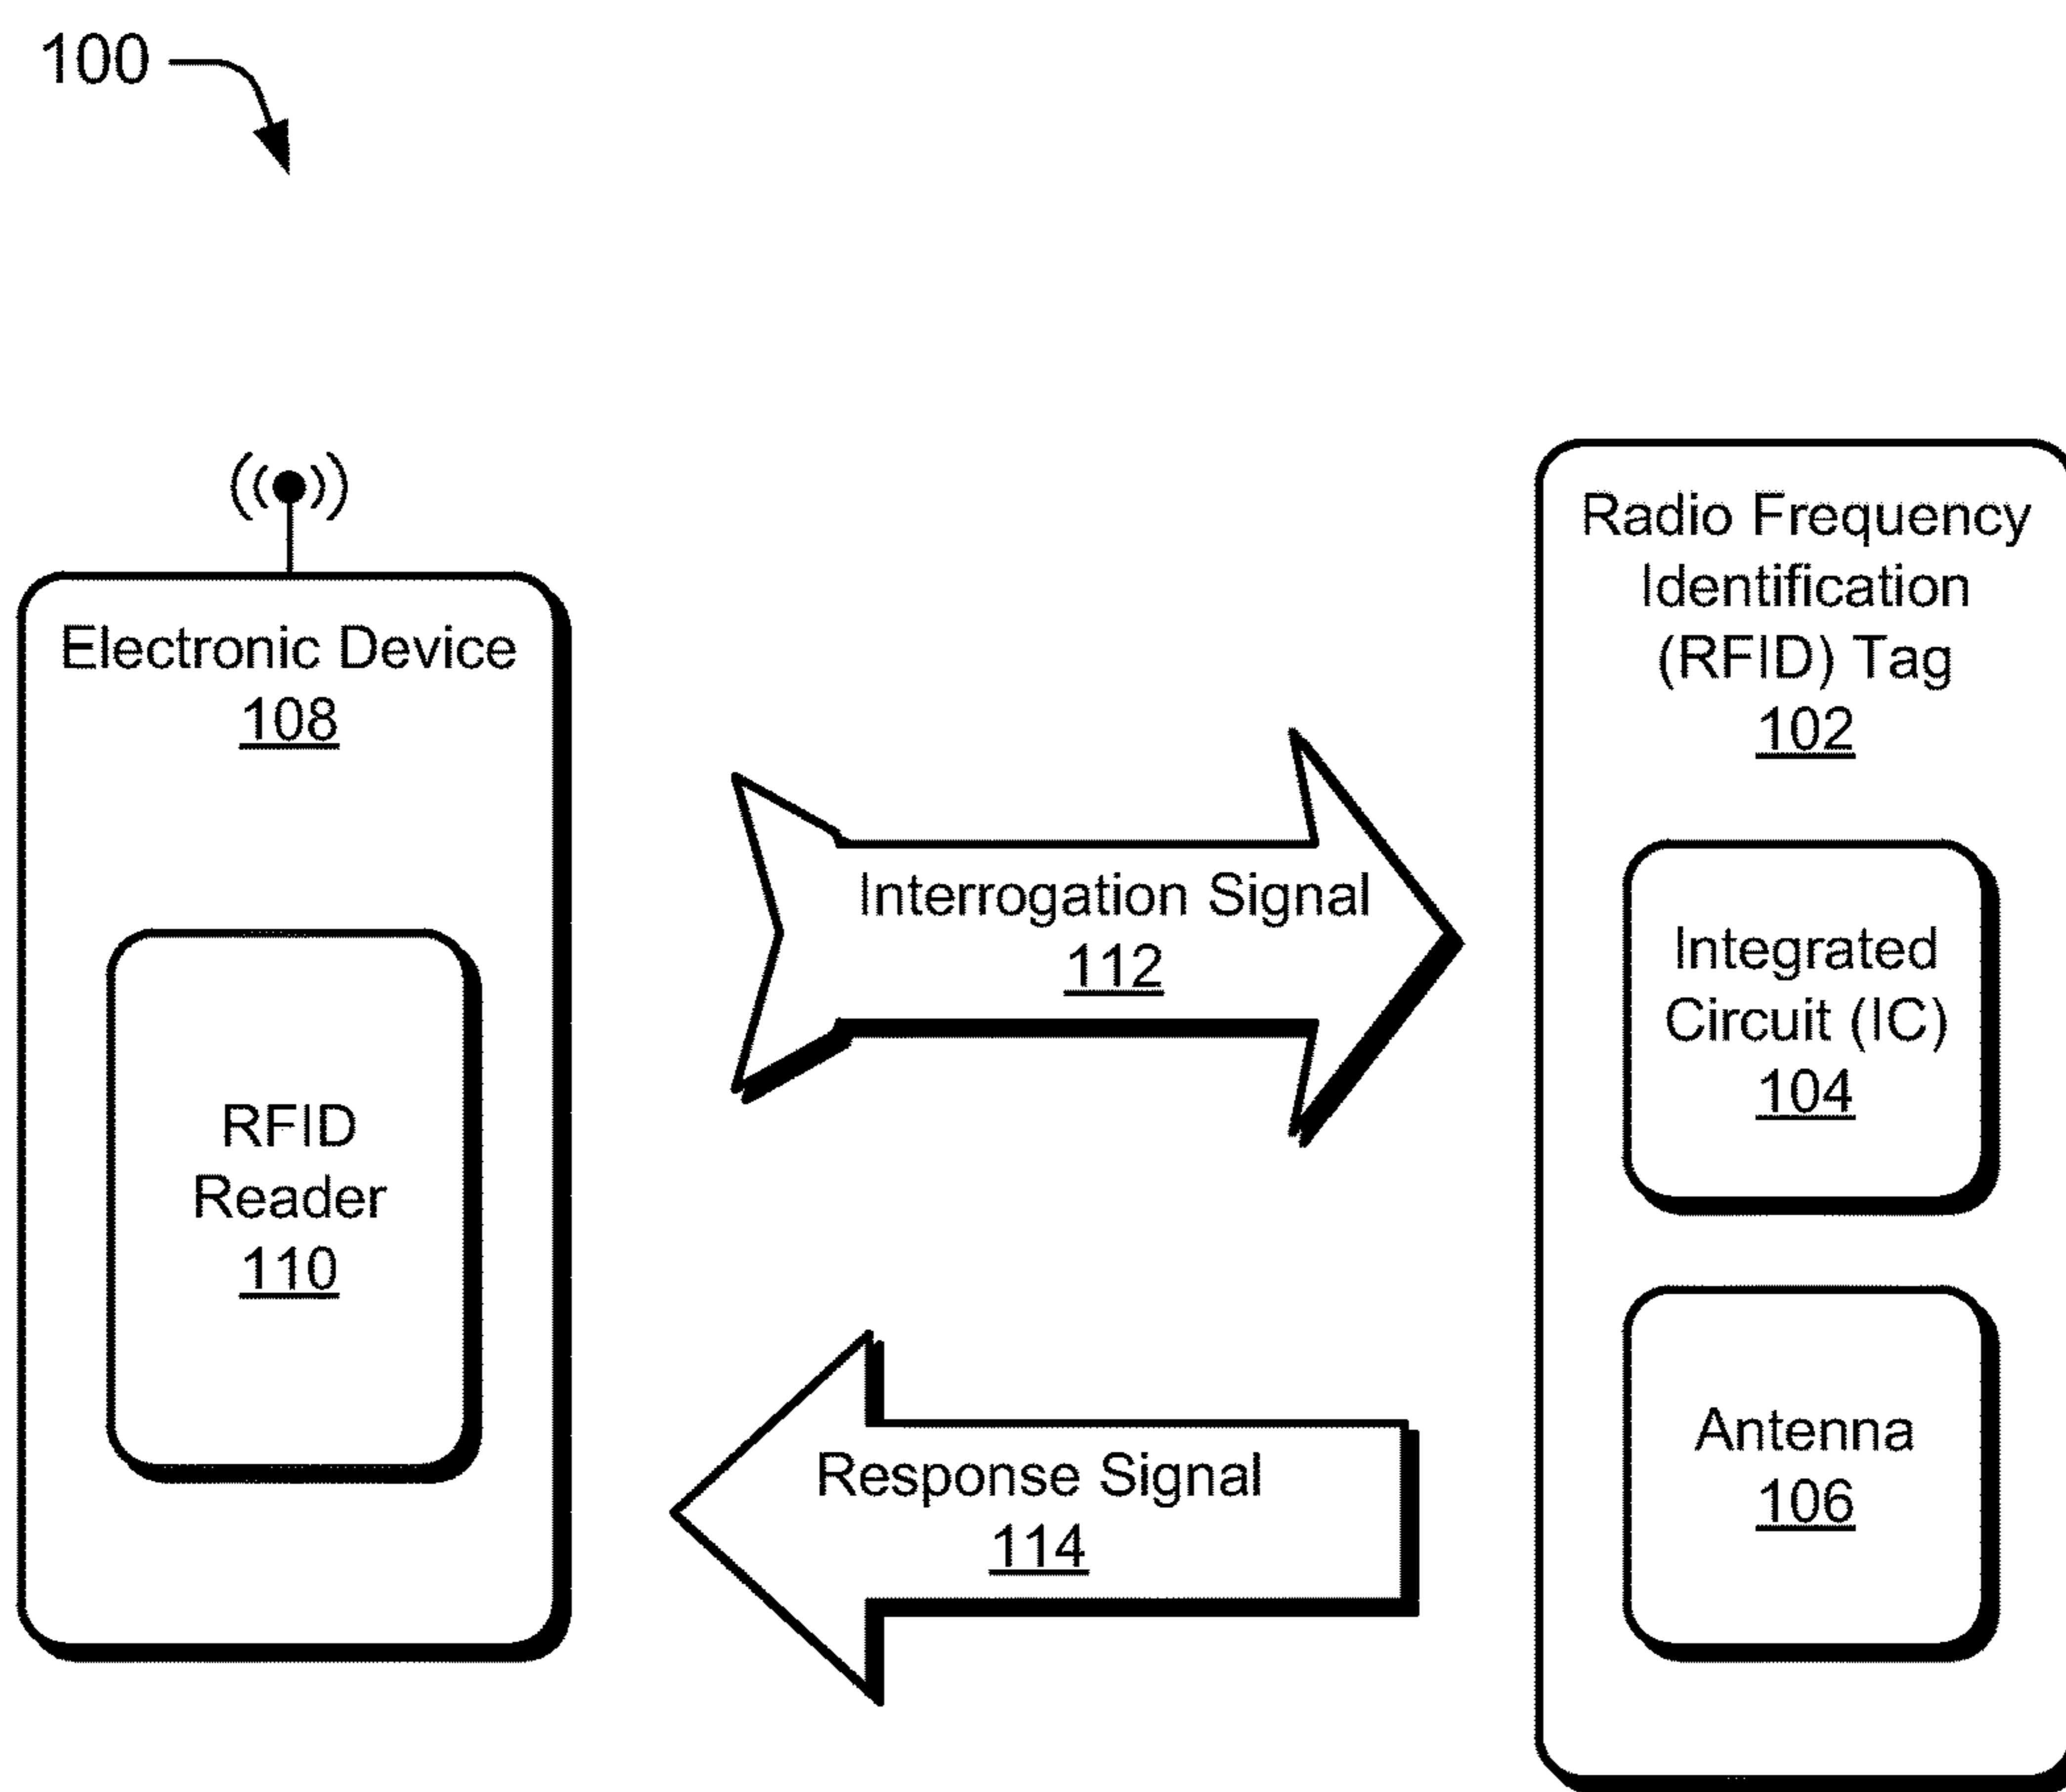 100
Electronic Device
108
RFID
Reader
110
Interrogation Signal
112
Response Signal
114
Radio Frequency
Identification
(RFID) Tag
102
Integrated
Circuit (IC)
104
Antenna
106